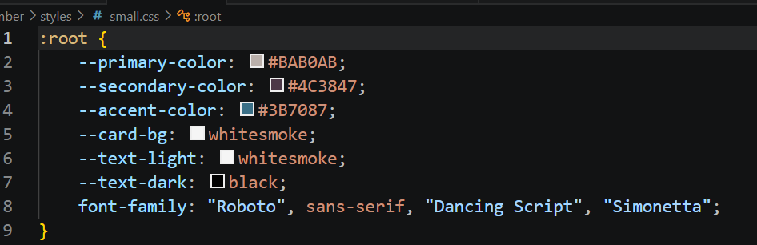 mber > styles > # small.css > :root
1 :root {
2 --primary-color: #BAB0AB;
3 --secondary-color: #4C3847;
4 --accent-color: #3B7087;
5 --card-bg: whitesmoke;
6 --text-light: whitesmoke;
7 --text-dark: black;
8 font-family: "Roboto", sans-serif, "Dancing Script", "Simonetta";
9 }